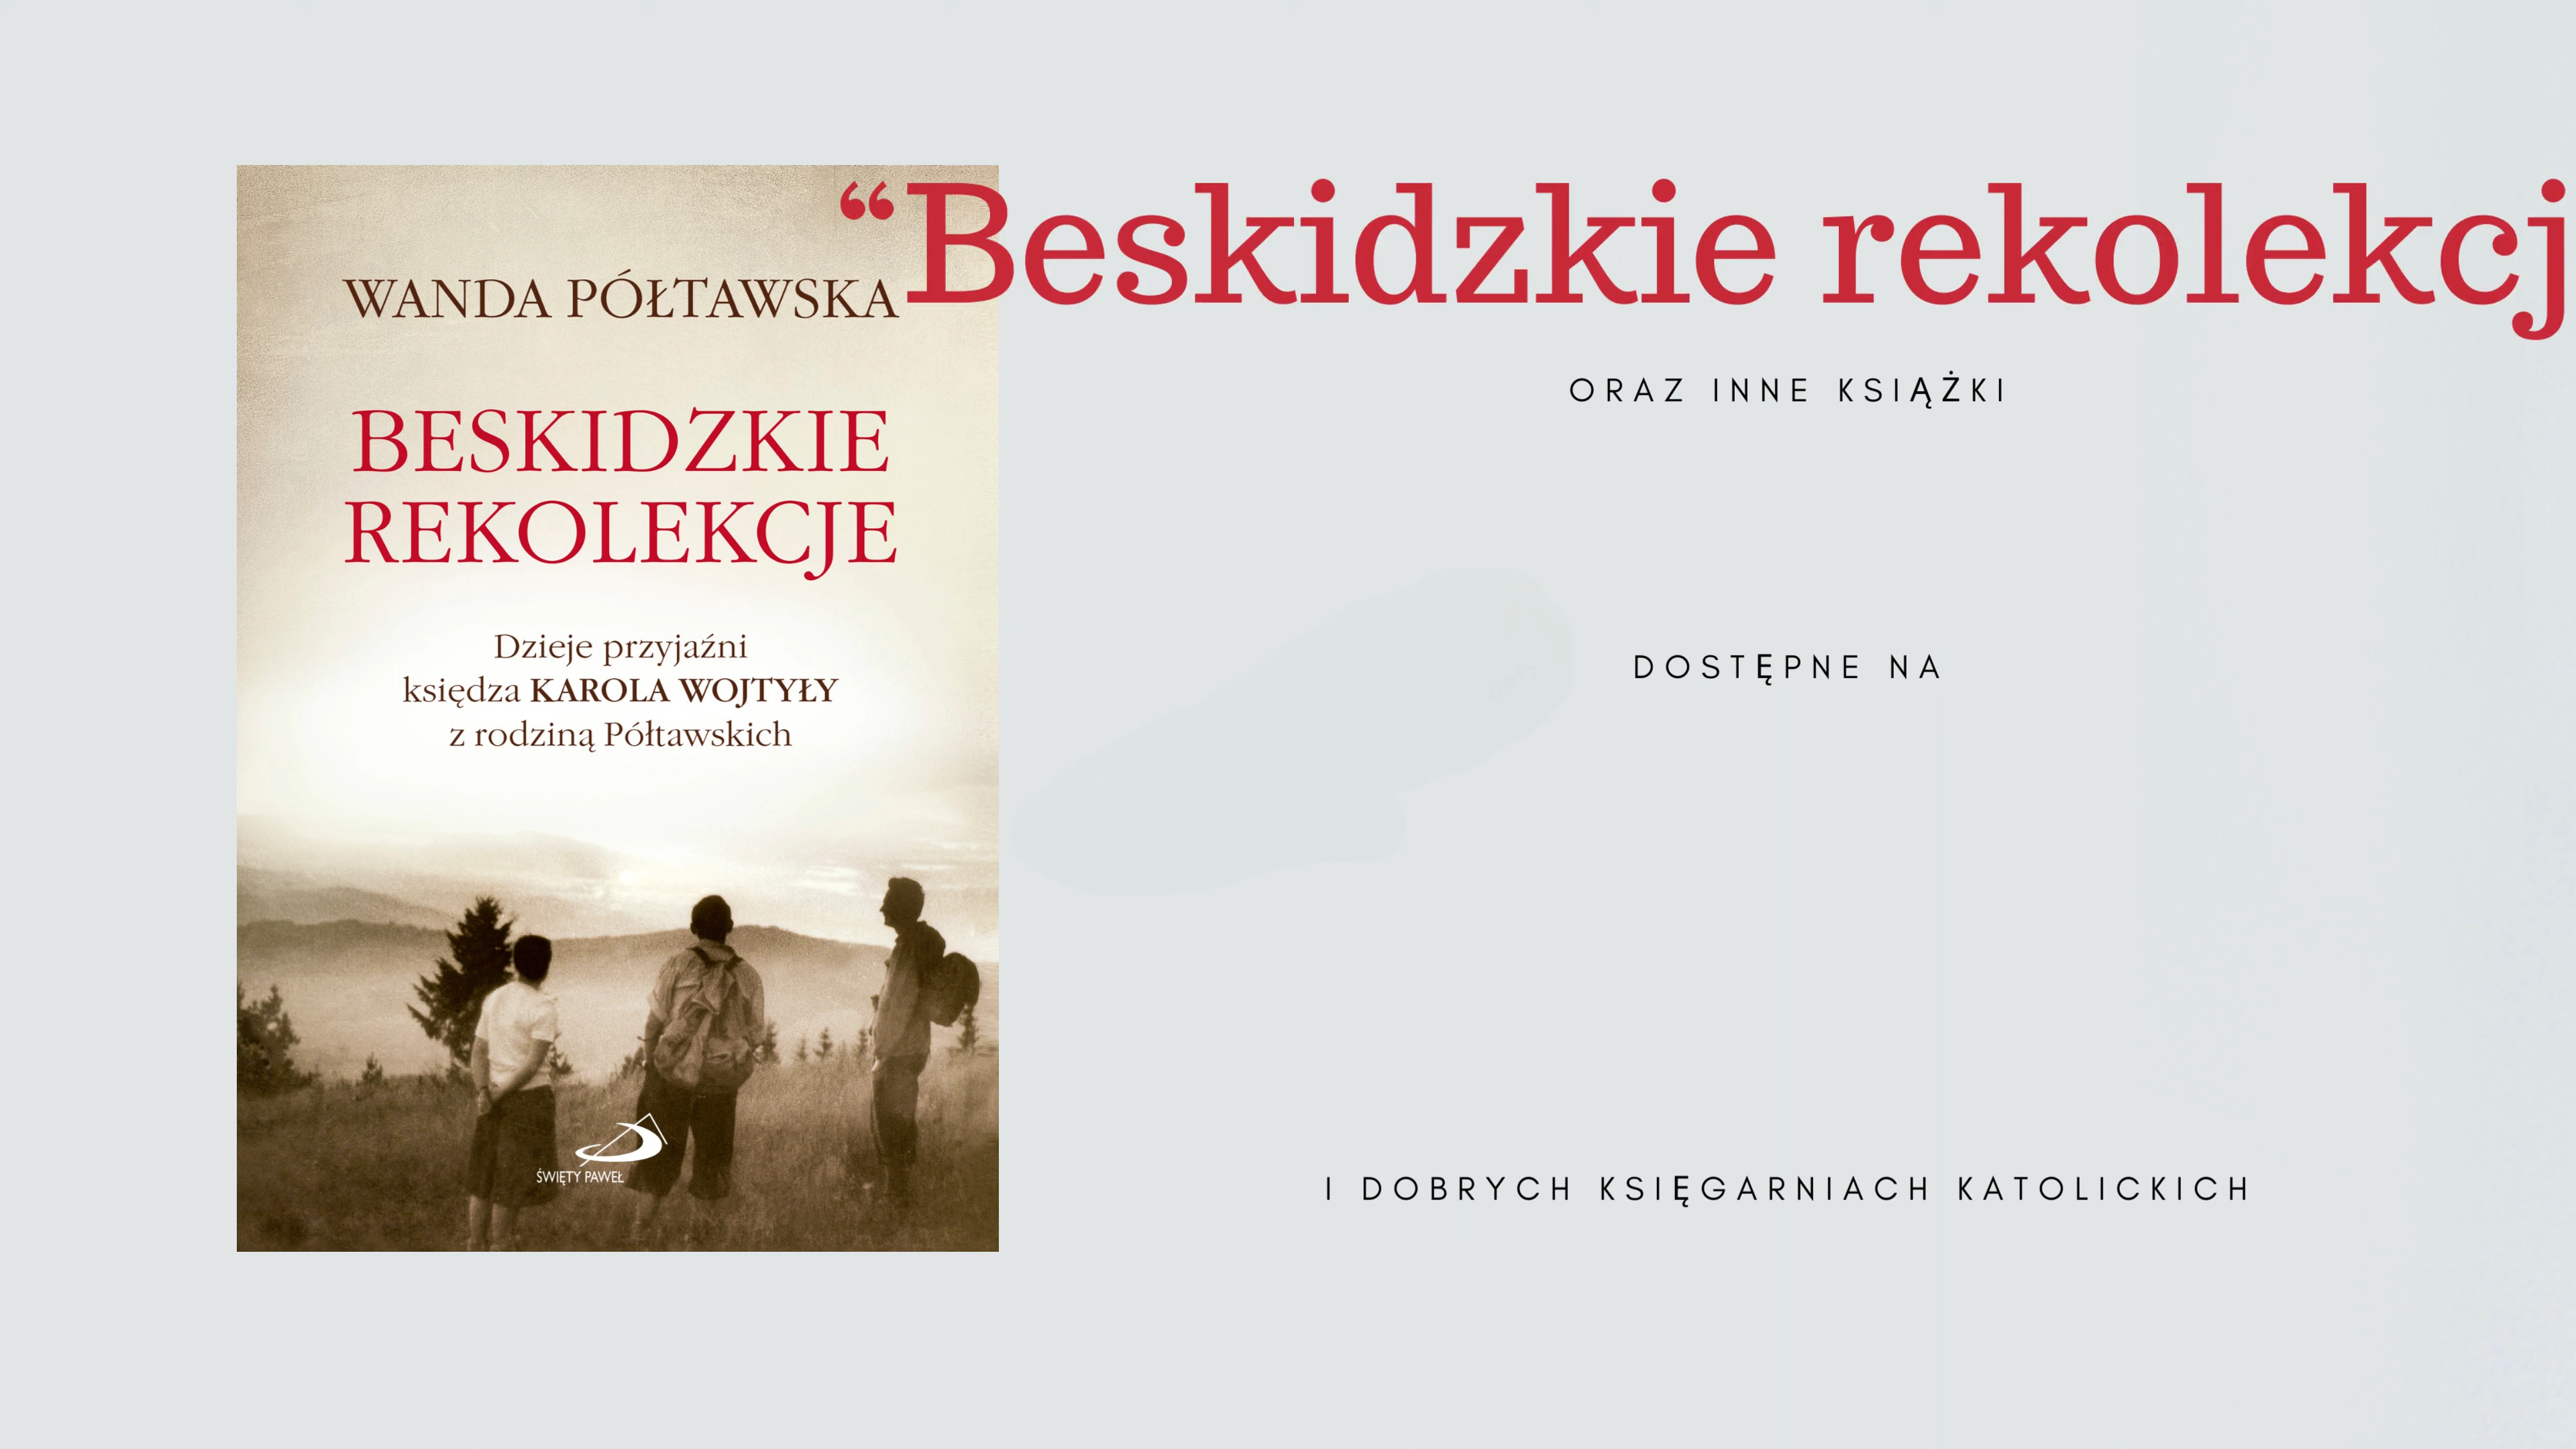 WANDA PÓŁTAWSKA
BESKIDZKIE
REKOLEKCJE
Dzieje przyjaźni
księdza KAROLA WOJTYŁY
z rodziną Półtawskich
ŚWIĘTY PAWEŁ
“Beskidzkie rekolekcj
ORAZ INNE KSIĄŻKI
DOSTĘPNE NA
I DOBRYCH KSIĘGARNIACH KATOLICKICH